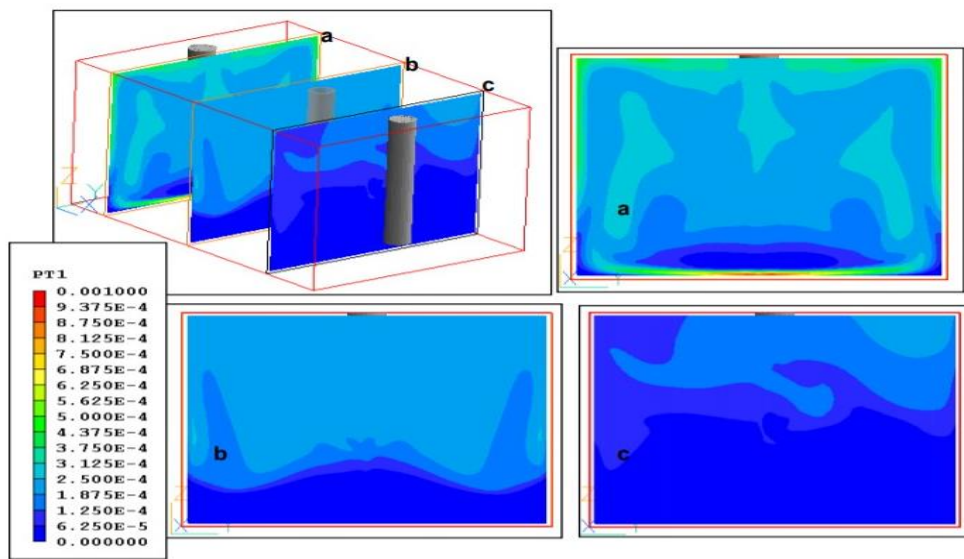 a
b
c
Z
Y
X
a
Z
X Y
PT1
0.001000
9.375E-4
8.750E-4
8.125E-4
7.500E-4
6.875E-4
6.250E-4
5.625E-4
5.000E-4
4.375E-4
3.750E-4
3.125E-4
2.500E-4
1.875E-4
1.250E-4
6.250E-5
0.000000
b
Z
X Y
c
Z
X Y